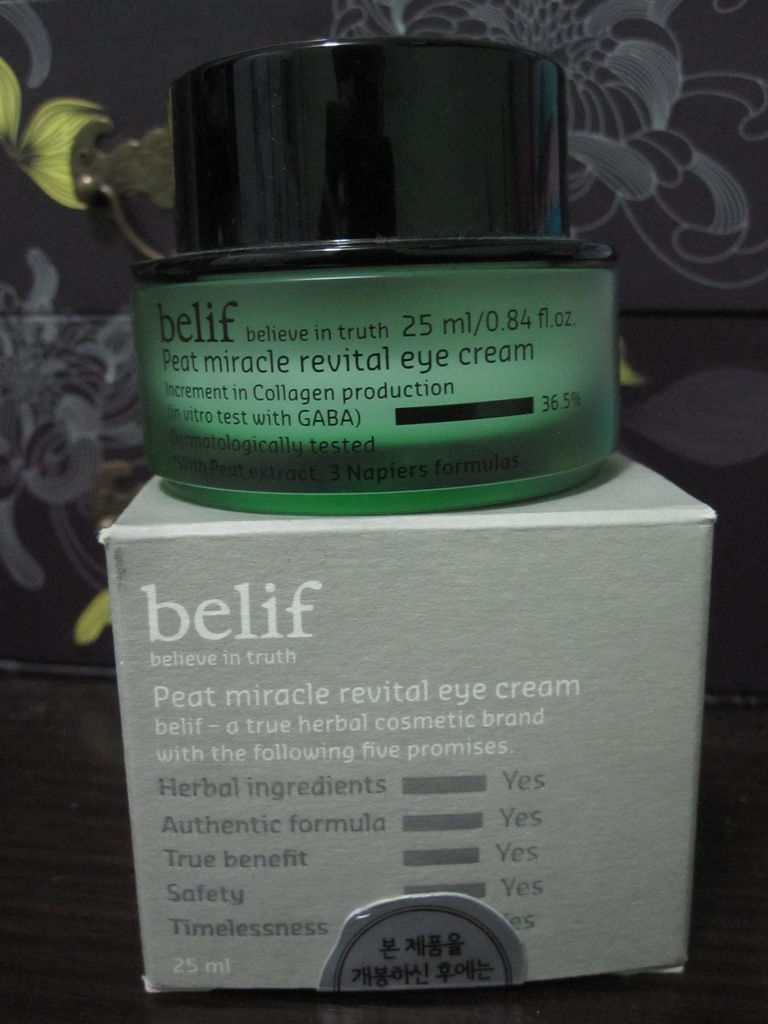 belif believe in truth 25 ml/0.84 fl.oz.
Peat miracle revital eye cream
Increment in Collagen production
(in vitro test with GABA) 36.5%
Dermatologically tested
*With Peat extract, 3 Napiers formulas
belif
believe in truth
Peat miracle revital eye cream
belif - a true herbal cosmetic brand
with the following five promises.
Herbal ingredients Yes
Authentic formula Yes
True benefit Yes
Safety Yes
Timelessness Yes
25 ml
본 제품을
개봉하신 후에는